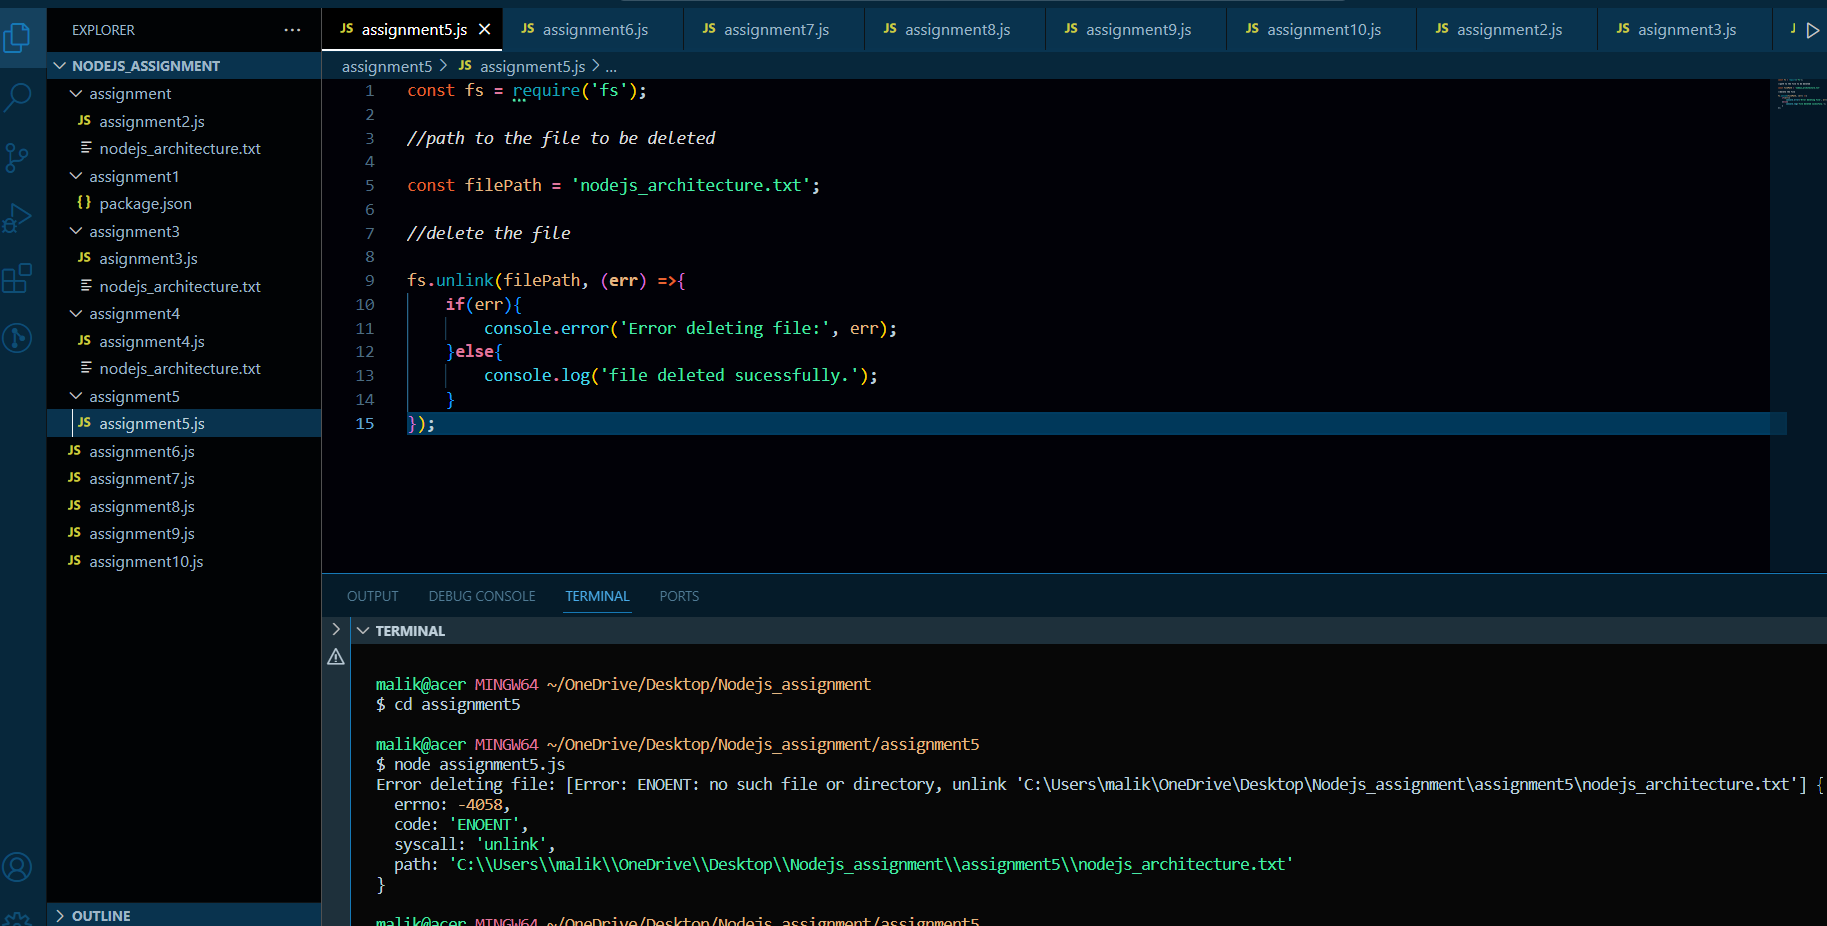 EXPLORER
NODEJS_ASSIGNMENT
assignment
JS assignment2.js
nodejs_architecture.txt
assignment1
{} package.json
assignment3
JS asignment3.js
nodejs_architecture.txt
assignment4
JS assignment4.js
nodejs_architecture.txt
assignment5
JS assignment5.js
JS assignment6.js
JS assignment7.js
JS assignment8.js
JS assignment9.js
JS assignment10.js
OUTLINE
JS assignment5.js JS assignment6.js JS assignment7.js JS assignment8.js JS assignment9.js JS assignment10.js JS assignment2.js JS asignment3.js
assignment5 > JS assignment5.js > ...
1 const fs = require('fs');
2
3 //path to the file to be deleted
4
5 const filePath = 'nodejs_architecture.txt';
6
7 //delete the file
8
9 fs.unlink(filePath, (err) =>{
10 if(err){
11 console.error('Error deleting file:', err);
12 }else{
13 console.log('file deleted sucessfully.');
14 }
15 });
OUTPUT DEBUG CONSOLE TERMINAL PORTS
TERMINAL
malik@acer MINGW64 ~/OneDrive/Desktop/Nodejs_assignment
$ cd assignment5
malik@acer MINGW64 ~/OneDrive/Desktop/Nodejs_assignment/assignment5
$ node assignment5.js
Error deleting file: [Error: ENOENT: no such file or directory, unlink 'C:\Users\malik\OneDrive\Desktop\Nodejs_assignment\assignment5\nodejs_architecture.txt'] {
errno: -4058,
code: 'ENOENT',
syscall: 'unlink',
path: 'C:\\Users\\malik\\OneDrive\\Desktop\\Nodejs_assignment\\assignment5\\nodejs_architecture.txt'
}
malik@acer MINGW64 ~/OneDrive/Desktop/Nodejs_assignment/assignment5